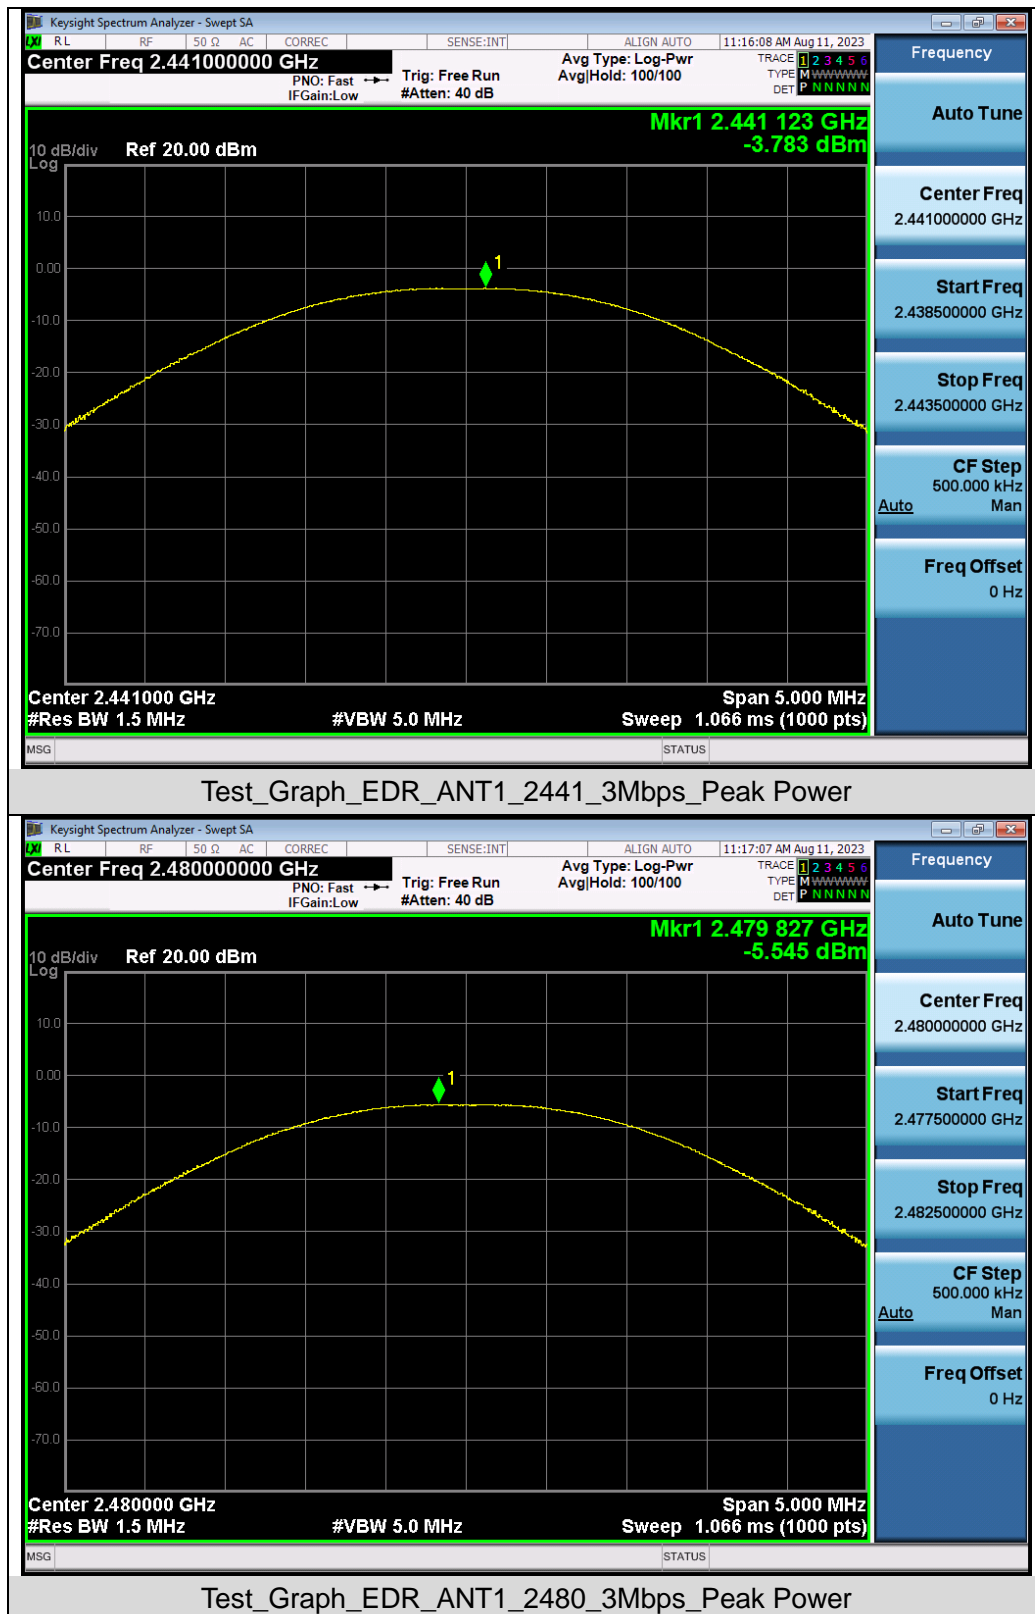 Keysight Spectrum Analyzer - Swept SA
LXI RL RF 50 Ω AC CORREC SENSE:INT ALIGN AUTO 11:16:08 AM Aug 11, 2023
Center Freq 2.441000000 GHz
PNO: Fast
IFGain:Low
Trig: Free Run
#Atten: 40 dB
Avg Type: Log-Pwr
Avg|Hold: 100/100
TRACE 1 2 3 4 5 6
TYPE M WWWWW
DET P N N N N N
Mkr1 2.441 123 GHz
-3.783 dBm
10 dB/div Ref 20.00 dBm
Log
10.0
0.00
1
-10.0
-20.0
-30.0
-40.0
-50.0
-60.0
-70.0
Center 2.441000 GHz Span 5.000 MHz
#Res BW 1.5 MHz #VBW 5.0 MHz Sweep 1.066 ms (1000 pts)
MSG STATUS
Frequency
Auto Tune
Center Freq
2.441000000 GHz
Start Freq
2.438500000 GHz
Stop Freq
2.443500000 GHz
CF Step
500.000 kHz
Auto Man
Freq Offset
0 Hz
Test_Graph_EDR_ANT1_2441_3Mbps_Peak Power
Keysight Spectrum Analyzer - Swept SA
LXI RL RF 50 Ω AC CORREC SENSE:INT ALIGN AUTO 11:17:07 AM Aug 11, 2023
Center Freq 2.480000000 GHz
PNO: Fast
IFGain:Low
Trig: Free Run
#Atten: 40 dB
Avg Type: Log-Pwr
Avg|Hold: 100/100
TRACE 1 2 3 4 5 6
TYPE M WWWWW
DET P N N N N N
Mkr1 2.479 827 GHz
-5.545 dBm
10 dB/div Ref 20.00 dBm
Log
10.0
0.00
1
-10.0
-20.0
-30.0
-40.0
-50.0
-60.0
-70.0
Center 2.480000 GHz Span 5.000 MHz
#Res BW 1.5 MHz #VBW 5.0 MHz Sweep 1.066 ms (1000 pts)
MSG STATUS
Frequency
Auto Tune
Center Freq
2.480000000 GHz
Start Freq
2.477500000 GHz
Stop Freq
2.482500000 GHz
CF Step
500.000 kHz
Auto Man
Freq Offset
0 Hz
Test_Graph_EDR_ANT1_2480_3Mbps_Peak Power